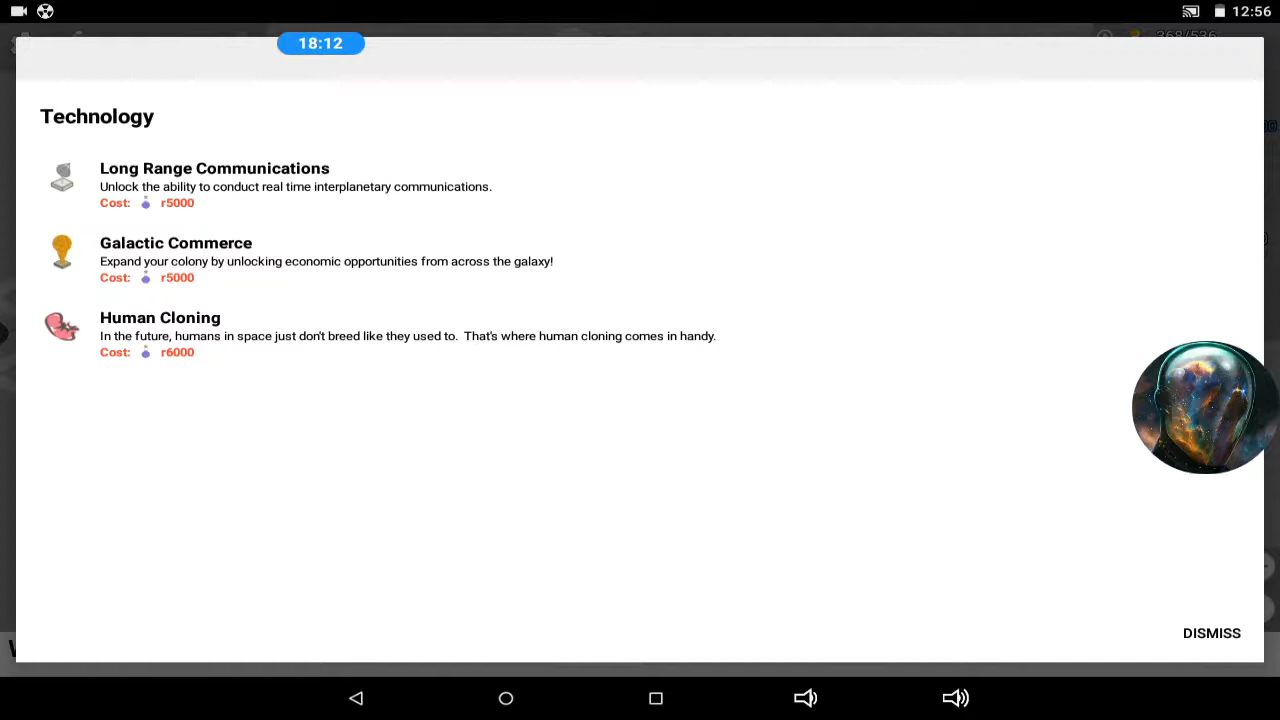 12:56
368/536
18:12
Technology
Long Range Communications
Unlock the ability to conduct real time interplanetary communications.
Cost: r5000
Galactic Commerce
Expand your colony by unlocking economic opportunities from across the galaxy!
Cost: r5000
Human Cloning
In the future, humans in space just don't breed like they used to. That's where human cloning comes in handy.
Cost: r6000
DISMISS